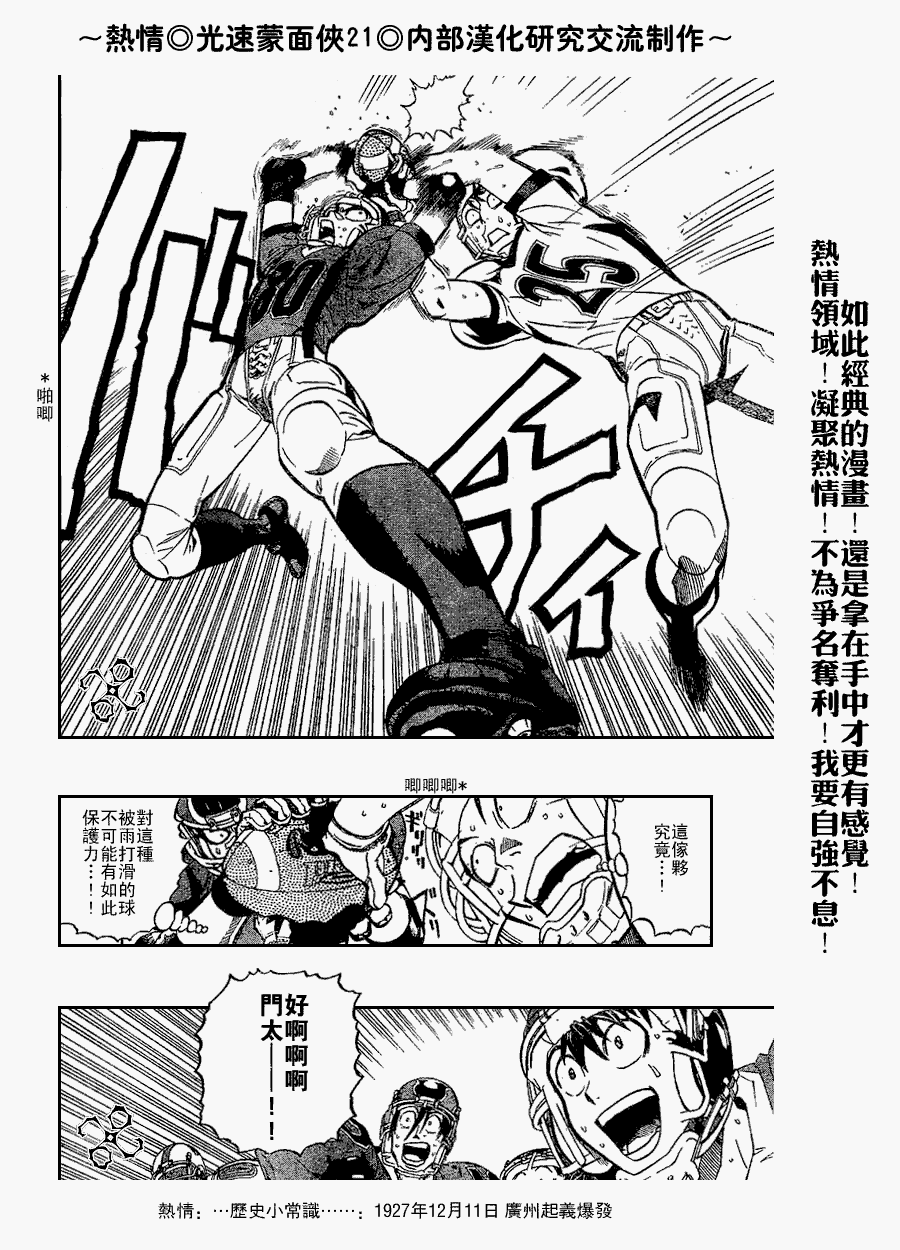 ～熱情◎光速蒙面俠21◎内部漢化研究交流制作～
如此經典的漫畫！還是拿在手中才更有感覺！
熱情領域！凝聚熱情！不為爭名奪利！我要自強不息！
80
25
バ
チィ
*啪唧
唧唧唧*
這傢夥
究竟…！
對這種
被雨打滑的球
不可能有如此
保護力…！！
好啊啊啊
門太——！！
熱情：…歷史小常識……：1927年12月11日 廣州起義爆發